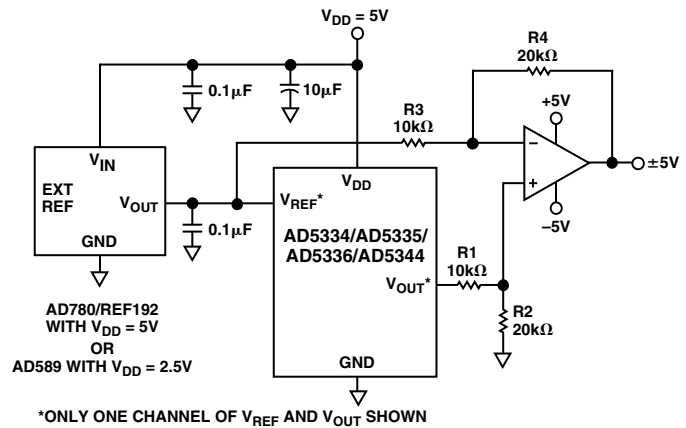 V_DD = 5V
R4
20kΩ
0.1μF
10μF
R3
10kΩ
+5V
V_IN
−
EXT
REF
V_OUT
V_REF*
V_DD
+
±5V
−5V
GND
0.1μF
AD5334/AD5335/
AD5336/AD5344
R1
10kΩ
V_OUT*
R2
20kΩ
AD780/REF192
WITH V_DD = 5V
OR
AD589 WITH V_DD = 2.5V
GND
*ONLY ONE CHANNEL OF V_REF AND V_OUT SHOWN